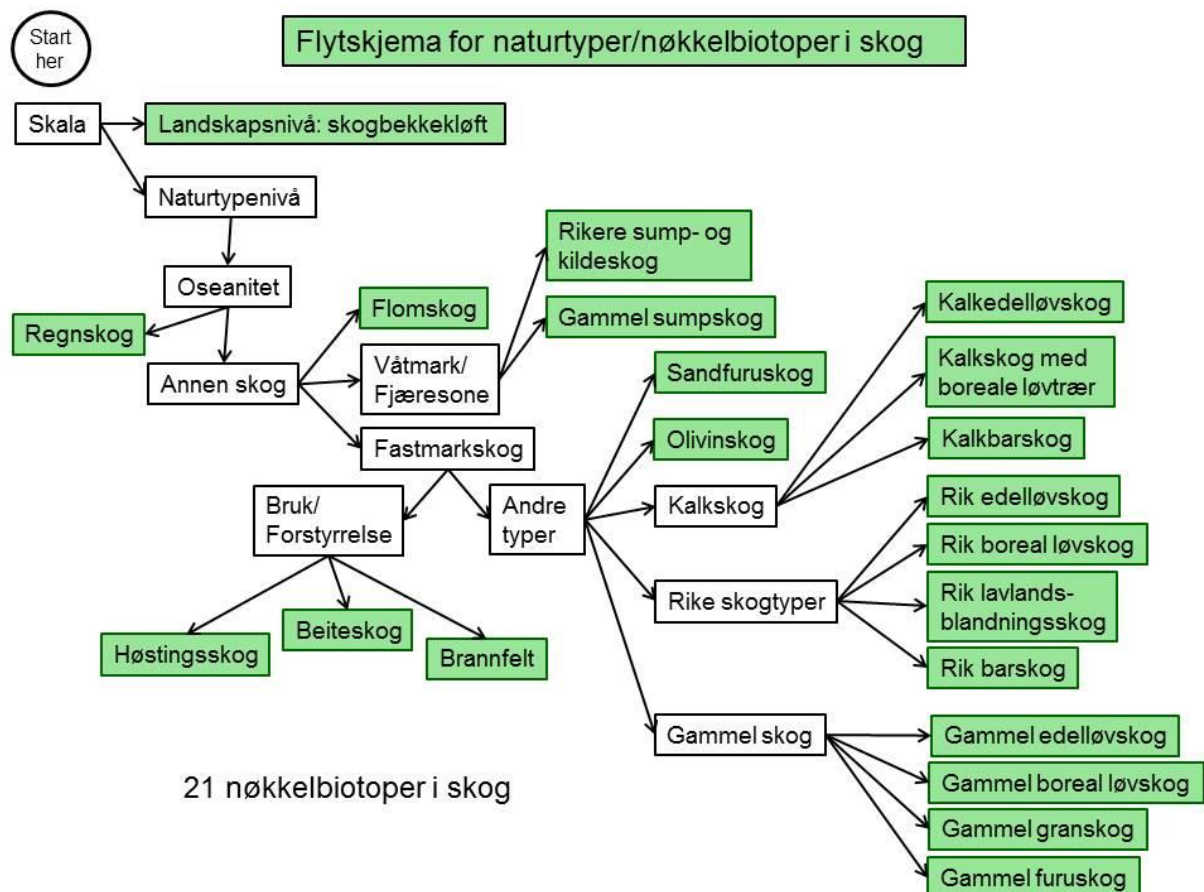 Start
her
Flytskjema for naturtyper/nøkkelbiotoper i skog
Skala
Landskapsnivå: skogbekkekløft
Naturtypenivå
Oseanitet
Regnskog
Annen skog
Flomskog
Våtmark/
Fjæresone
Fastmarkskog
Rikere sump- og
kildeskog
Gammel sumpskog
Bruk/
Forstyrrelse
Andre
typer
Høstingsskog
Beiteskog
Brannfelt
Sandfuruskog
Olivinskog
Kalkskog
Rike skogtyper
Gammel skog
Kalkedelløvskog
Kalkskog med
boreale løvtrær
Kalkbarskog
Rik edelløvskog
Rik boreal løvskog
Rik lavlands-
blandningsskog
Rik barskog
Gammel edelløvskog
Gammel boreal løvskog
Gammel granskog
Gammel furuskog
21 nøkkelbiotoper i skog